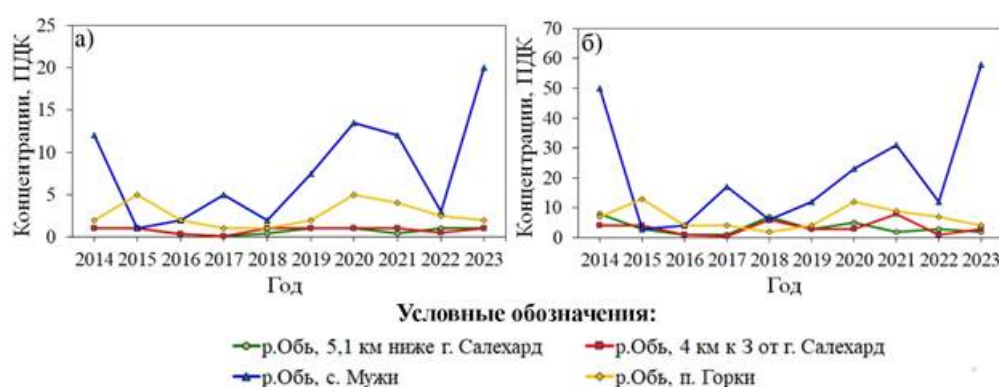 а)
Концентрации, ПДК
25
20
15
10
5
0
2014 2015 2016 2017 2018 2019 2020 2021 2022 2023
Год
б)
Концентрации, ПДК
70
60
50
40
30
20
10
0
2014 2015 2016 2017 2018 2019 2020 2021 2022 2023
Год
Условные обозначения:
р.Обь, 5,1 км ниже г. Салехард
р.Обь, 4 км к З от г. Салехард
р.Обь, с. Мужи
р.Обь, п. Горки